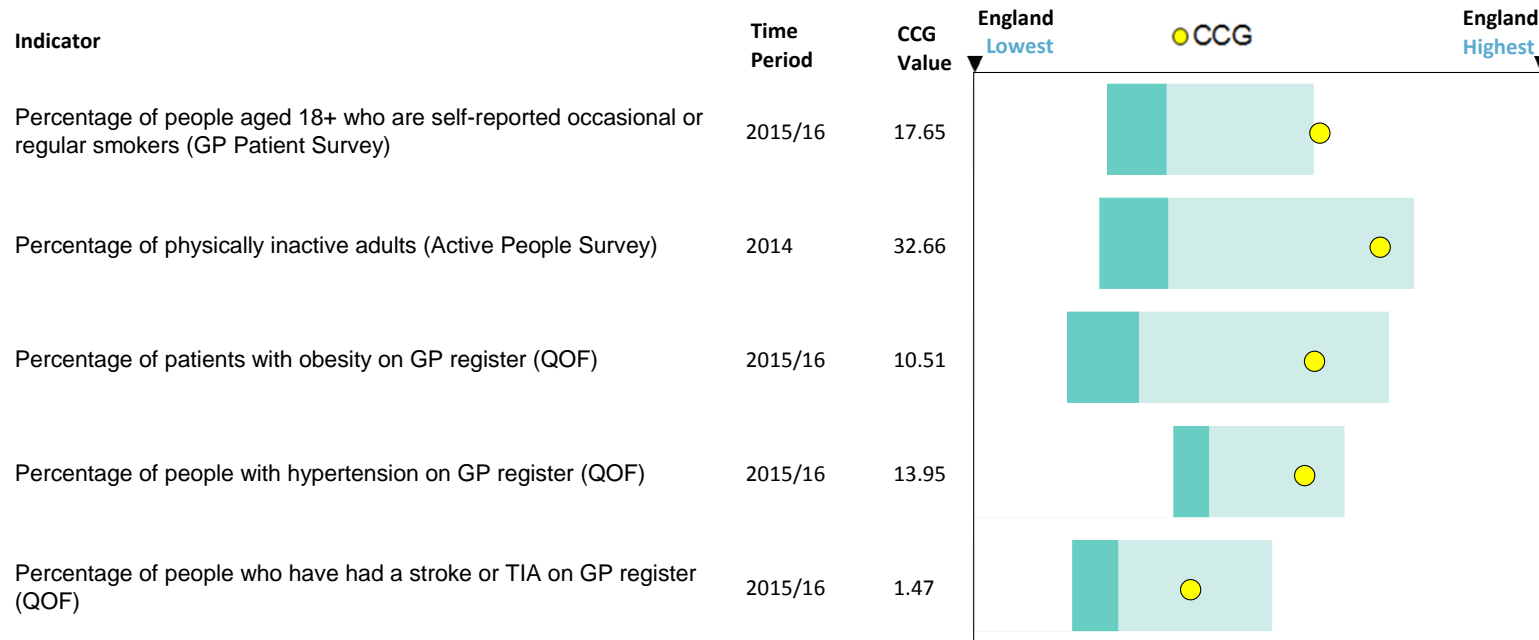 Indicator
Time
Period
CCG
Value
England
Lowest
CCG
England
Highest
Percentage of people aged 18+ who are self-reported occasional or
regular smokers (GP Patient Survey)
2015/16
17.65
Percentage of physically inactive adults (Active People Survey)
2014
32.66
Percentage of patients with obesity on GP register (QOF)
2015/16
10.51
Percentage of people with hypertension on GP register (QOF)
2015/16
13.95
Percentage of people who have had a stroke or TIA on GP register
(QOF)
2015/16
1.47